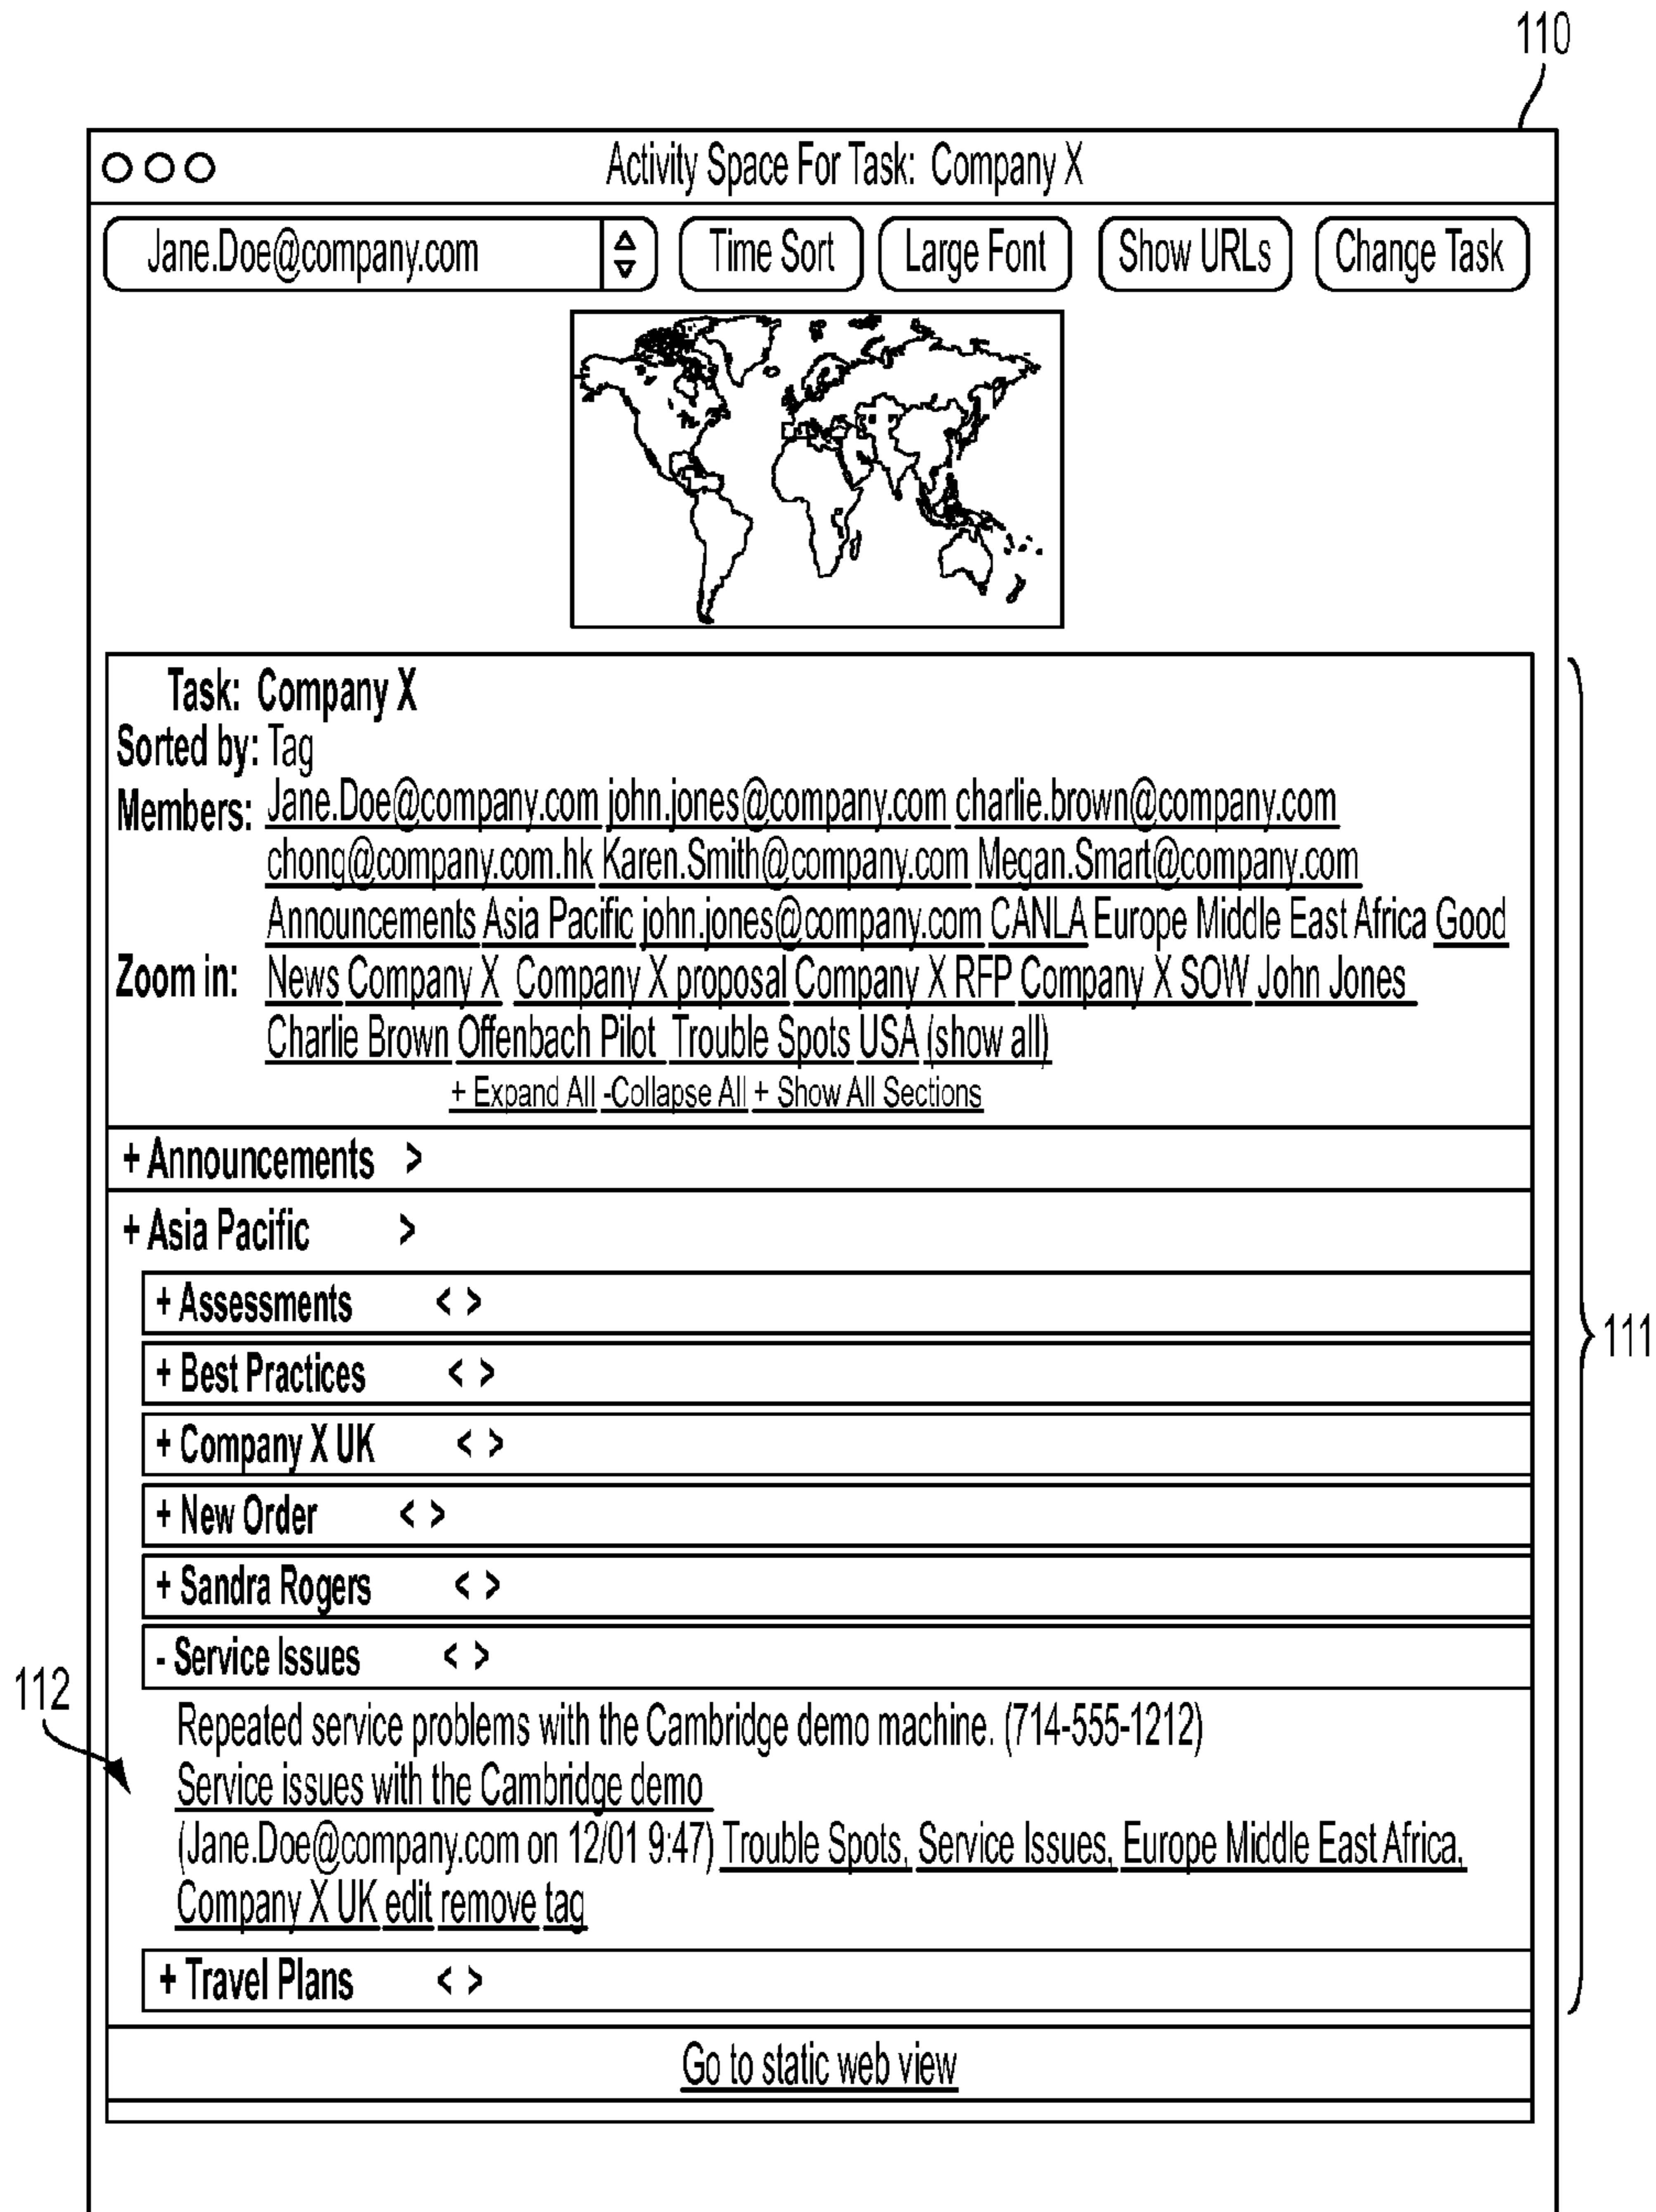 110
Activity Space For Task: Company X
Jane.Doe@company.com Time Sort Large Font Show URLs Change Task
Task: Company X
Sorted by: Tag
Members: Jane.Doe@company.com john.jones@company.com charlie.brown@company.com
chong@company.com.hk Karen.Smith@company.com Megan.Smart@company.com
Announcements Asia Pacific john.jones@company.com CANLA Europe Middle East Africa Good
Zoom in: News Company X Company X proposal Company X RFP Company X SOW John Jones
Charlie Brown Offenbach Pilot Trouble Spots USA (show all)
+ Expand All -Collapse All + Show All Sections
+ Announcements >
+ Asia Pacific >
+ Assessments < >
111
+ Best Practices < >
+ Company X UK < >
+ New Order < >
+ Sandra Rogers < >
- Service Issues < >
112
Repeated service problems with the Cambridge demo machine. (714-555-1212)
Service issues with the Cambridge demo
(Jane.Doe@company.com on 12/01 9:47) Trouble Spots, Service Issues, Europe Middle East Africa,
Company X UK edit remove tag
+ Travel Plans < >
Go to static web view